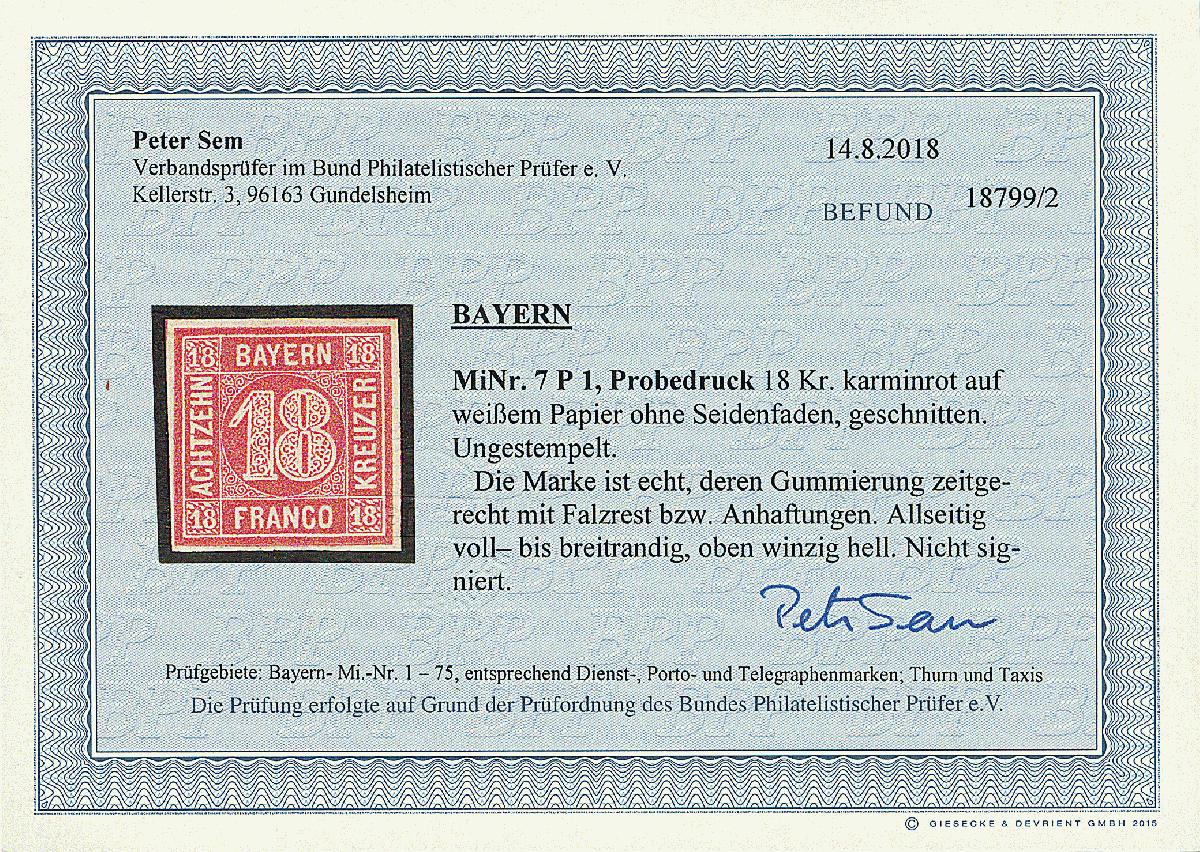 Peter Sem
Verbandsprüfer im Bund Philatelistischer Prüfer e. V.
Kellerstr. 3, 96163 Gundelsheim
14.8.2018
BEFUND 18799/2
BAYERN
18 BAYERN 18
ACHTZEHN
18
KREUZER
18 FRANCO 18
MiNr. 7 P 1, Probedruck 18 Kr. karminrot auf
weißem Papier ohne Seidenfaden, geschnitten.
Ungestempelt.
Die Marke ist echt, deren Gummierung zeitge-
recht mit Falzrest bzw. Anhaftungen. Allseitig
voll– bis breitrandig, oben winzig hell. Nicht sig-
niert.
Peter Sem
Prüfgebiete: Bayern- Mi.-Nr. 1 – 75, entsprechend Dienst-, Porto- und Telegraphenmarken; Thurn und Taxis
Die Prüfung erfolgte auf Grund der Prüfordnung des Bundes Philatelistischer Prüfer e.V.
© GIESECKE & DEVRIENT GMBH 2015